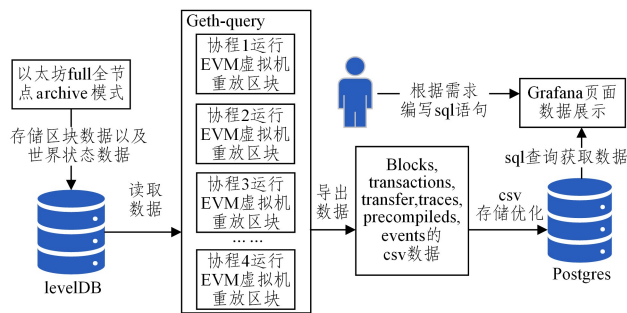 以太坊full全节
点archive模式
存储区块数据以及
世界状态数据
levelDB
读取
数据
Geth-query
协程1运行
EVM虚拟机
重放区块
协程2运行
EVM虚拟机
重放区块
协程3运行
EVM虚拟机
重放区块
……
协程4运行
EVM虚拟机
重放区块
导出
数据
Blocks,
transactions,
transfer,traces,
precompileds,
events的
csv数据
csv
存储优化
Postgres
sql查询获取数据
Grafana页面
数据展示
根据需求
编写sql语句